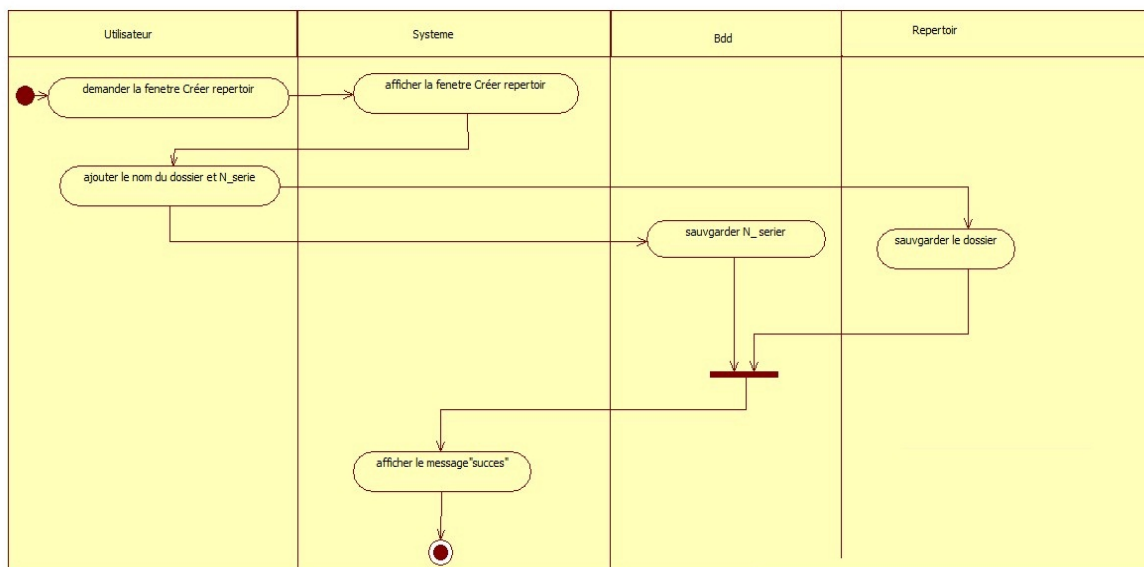 Utilisateur
Systeme
Bdd
Repertoir
demander la fenetre Créer repertoir
afficher la fenetre Créer repertoir
ajouter le nom du dossier et N_serie
sauvgarder N_ serier
sauvgarder le dossier
afficher le message"succes"